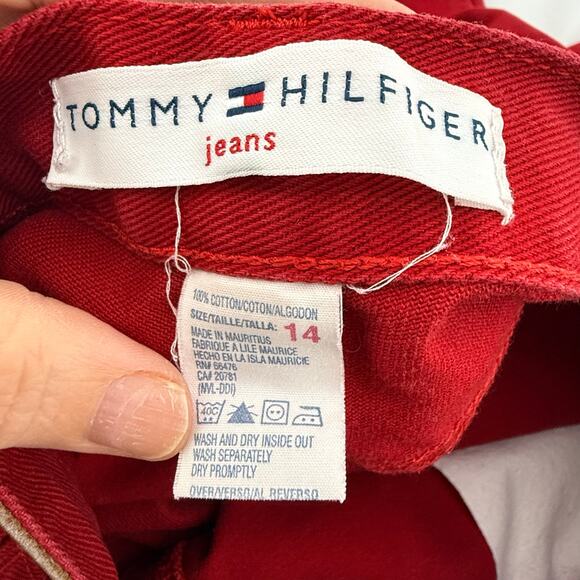 TOMMY HILFIGER
jeans
100% COTTON/COTON/ALGODON
SIZE/TAILLE/TALLA: 14
MADE IN MAURITIUS
FABRIQUE A L'ILE MAURICE
HECHO EN LA ISLA MAURICIE
RN# 66476
CA# 20781
(NVL-DDI)
40C
WASH AND DRY INSIDE OUT
WASH SEPARATELY
DRY PROMPTLY
OVER/VERSO/AL REVERSO